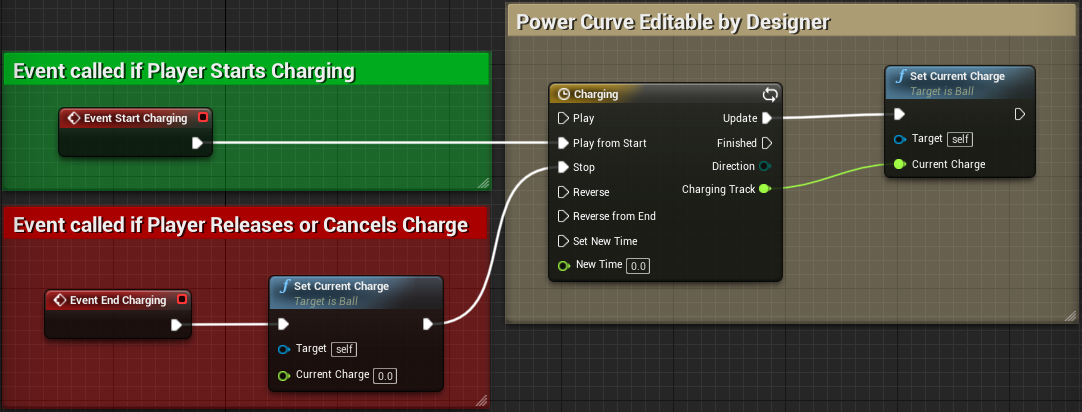 Power Curve Editable by Designer
Event called if Player Starts Charging
Event Start Charging
Charging
Play
Update
Play from Start
Finished
Stop
Direction
Reverse
Charging Track
Reverse from End
Set New Time
New Time 0.0
Set Current Charge
Target is Ball
Target self
Current Charge
Event called if Player Releases or Cancels Charge
Event End Charging
Set Current Charge
Target is Ball
Target self
Current Charge 0.0